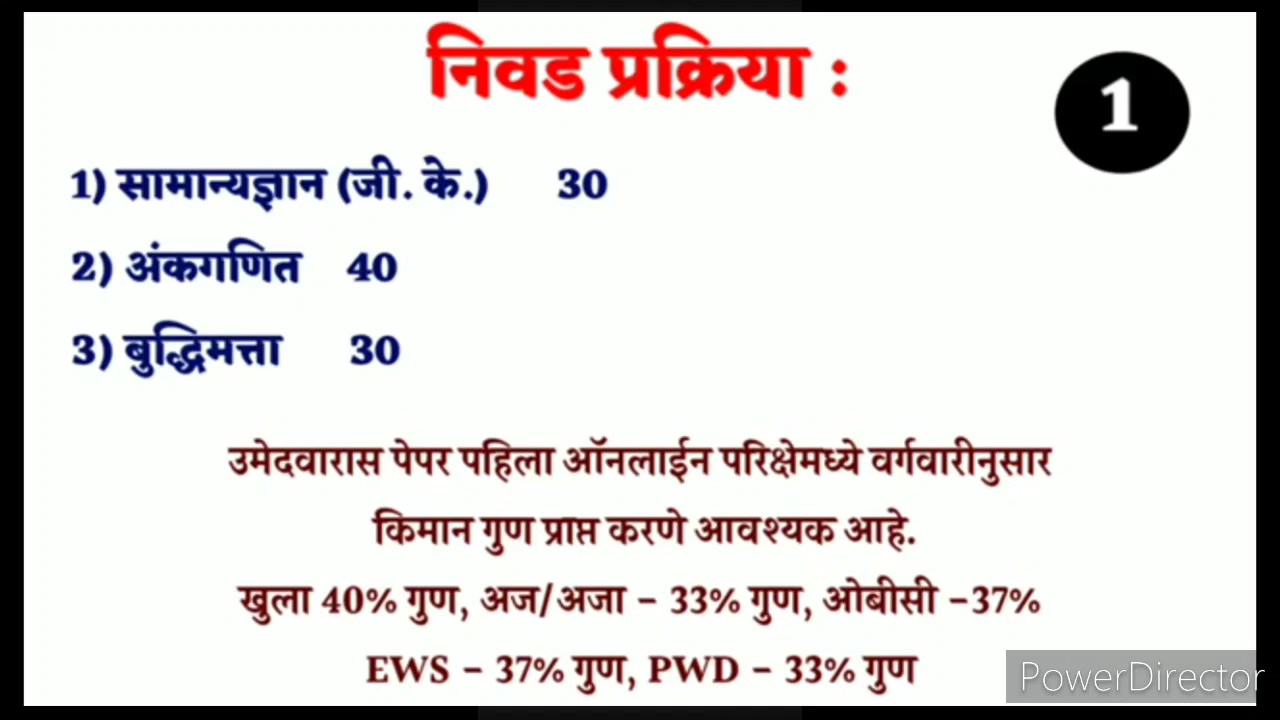 निवड प्रक्रिया :
1
1) सामान्यज्ञान (जी. के.) 30
2) अंकगणित 40
3) बुद्धिमत्ता 30
उमेदवारास पेपर पहिला ऑनलाईन परिक्षेमध्ये वर्गवारीनुसार
किमान गुण प्राप्त करणे आवश्यक आहे.
खुला 40% गुण, अज/अजा – 33% गुण, ओबीसी –37%
EWS – 37% गुण, PWD – 33% गुण
PowerDirector